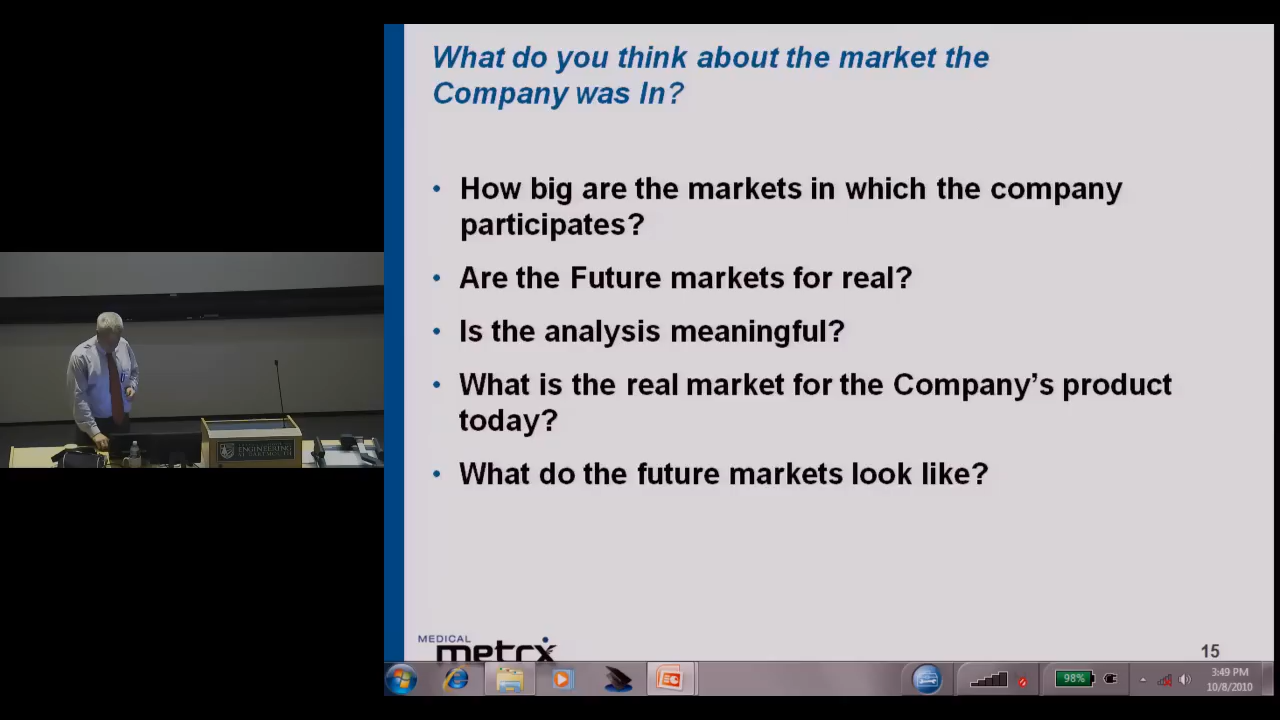 What do you think about the market the
Company was In?
• How big are the markets in which the company
participates?
• Are the Future markets for real?
• Is the analysis meaningful?
• What is the real market for the Company's product
today?
• What do the future markets look like?
MEDICAL
metrx
15
98%
3:49 PM
10/8/2010
ENGINEERING
AT DARTMOUTH